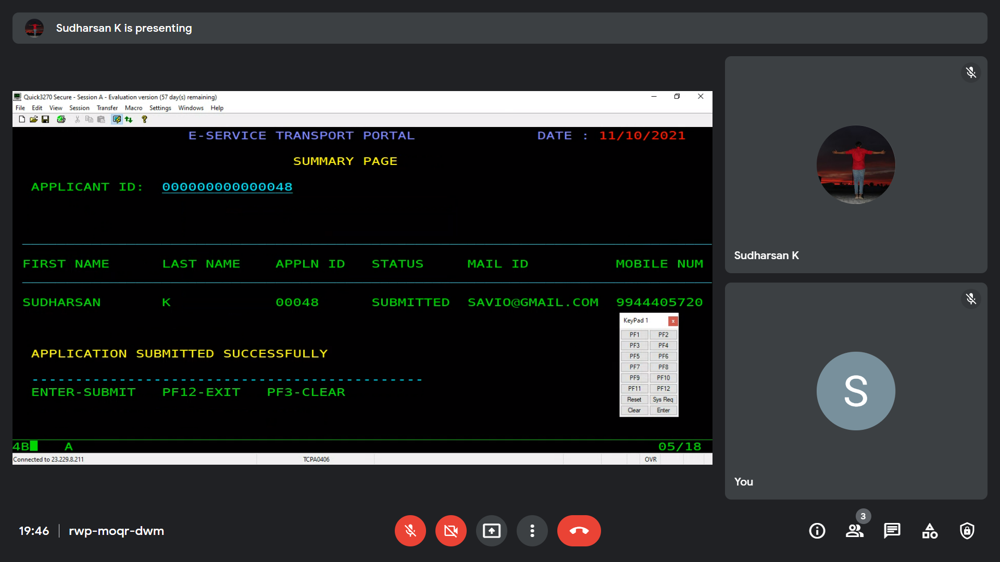 Sudharsan K is presenting
Quick3270 Secure - Session A - Evaluation version (57 day(s) remaining)
File Edit View Session Transfer Macro Settings Windows Help
E-SERVICE TRANSPORT PORTAL DATE : 11/10/2021
SUMMARY PAGE
APPLICANT ID: 000000000000048
FIRST NAME LAST NAME APPLN ID STATUS MAIL ID MOBILE NUM
SUDHARSAN K 00048 SUBMITTED SAVIO@GMAIL.COM 9944405720
APPLICATION SUBMITTED SUCCESSFULLY
---------------------------------------------
ENTER-SUBMIT PF12-EXIT PF3-CLEAR
KeyPad 1 x
PF1 PF2
PF3 PF4
PF5 PF6
PF7 PF8
PF9 PF10
PF11 PF12
Reset Sys Req
Clear Enter
4B A 05/18
Connected to 23.229.8.211 TCPA0406 OVR
Sudharsan K
S
You
19:46 rwp-moqr-dwm
3